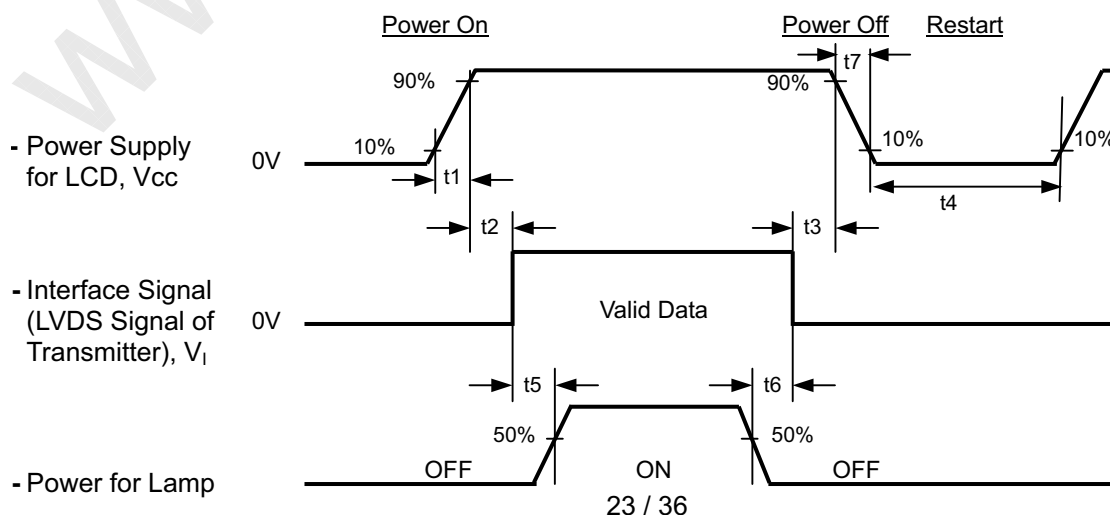 Power On
Power Off
Restart
t7
90%
90%
- Power Supply
for LCD, Vcc
0V
10%
10%
10%
t1
t4
t2
t3
- Interface Signal
(LVDS Signal of
Transmitter), VI
0V
Valid Data
t5
t6
50%
50%
- Power for Lamp
OFF
ON
OFF
23 / 36